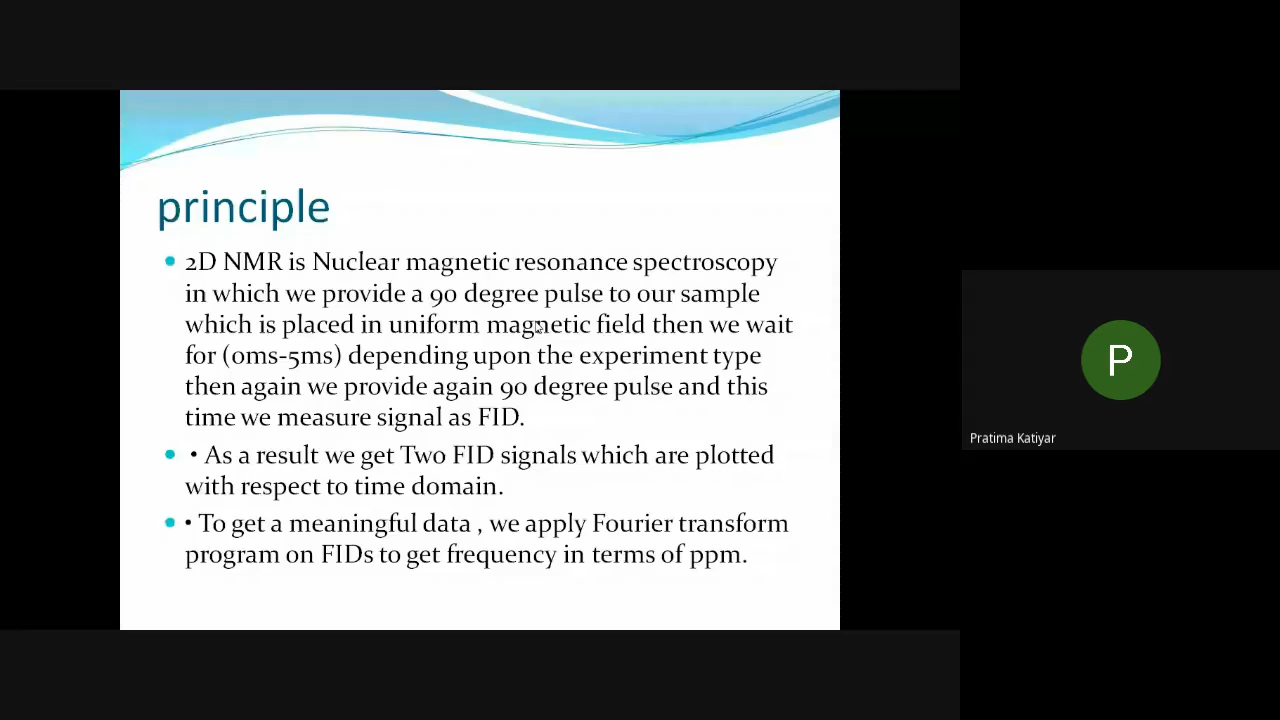 principle
2D NMR is Nuclear magnetic resonance spectroscopy
in which we provide a 90 degree pulse to our sample
which is placed in uniform magnetic field then we wait
for (0ms-5ms) depending upon the experiment type
then again we provide again 90 degree pulse and this
time we measure signal as FID.
• As a result we get Two FID signals which are plotted
with respect to time domain.
• To get a meaningful data , we apply Fourier transform
program on FIDs to get frequency in terms of ppm.
P
Pratima Katiyar